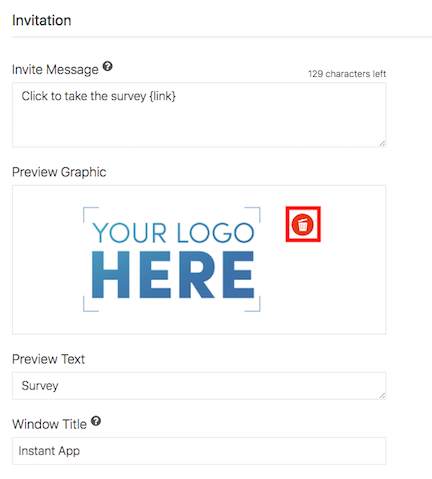 Invitation
Invite Message ?
129 characters left
Click to take the survey {link}
Preview Graphic
YOUR LOGO
HERE
Preview Text
Survey
Window Title ?
Instant App